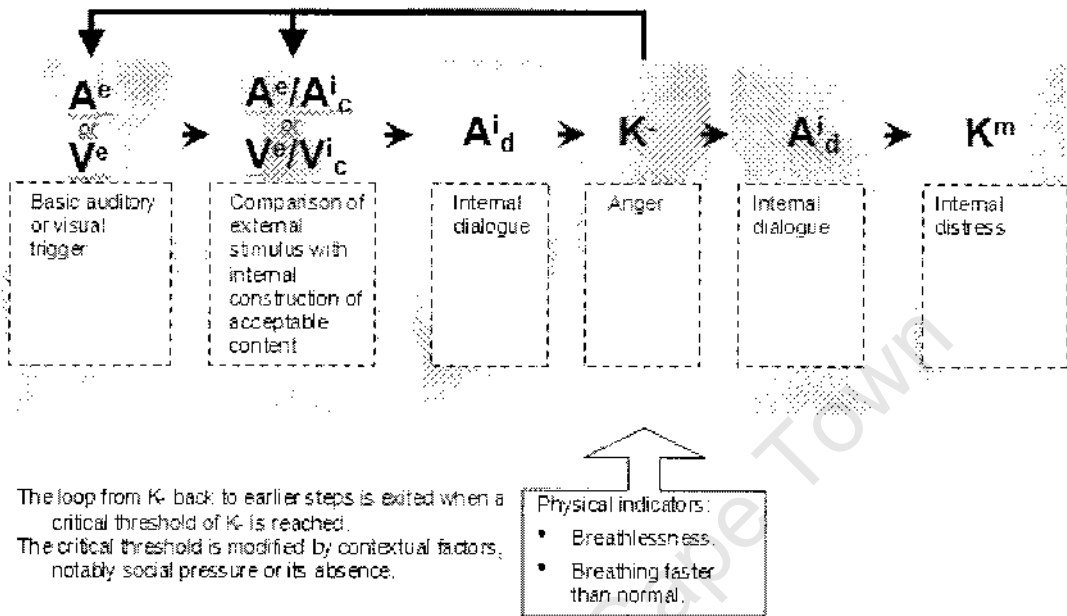 Aᵉ
or
Vᵉ
Aᵉ/Aⁱc
or
Vᵉ/Vⁱc
Aⁱd
K-
Aⁱd
Kᵐ
Basic auditory
or visual
trigger
Comparison of
external
stimulus with
internal
construction of
acceptable
content
Internal
dialogue
Anger
Internal
dialogue
Internal
distress
The loop from K- back to earlier steps is exited when a
critical threshold of K- is reached.
The critical threshold is modified by contextual factors,
notably social pressure or its absence.
Physical indicators:
• Breathlessness.
• Breathing faster
than normal.
Cape Town